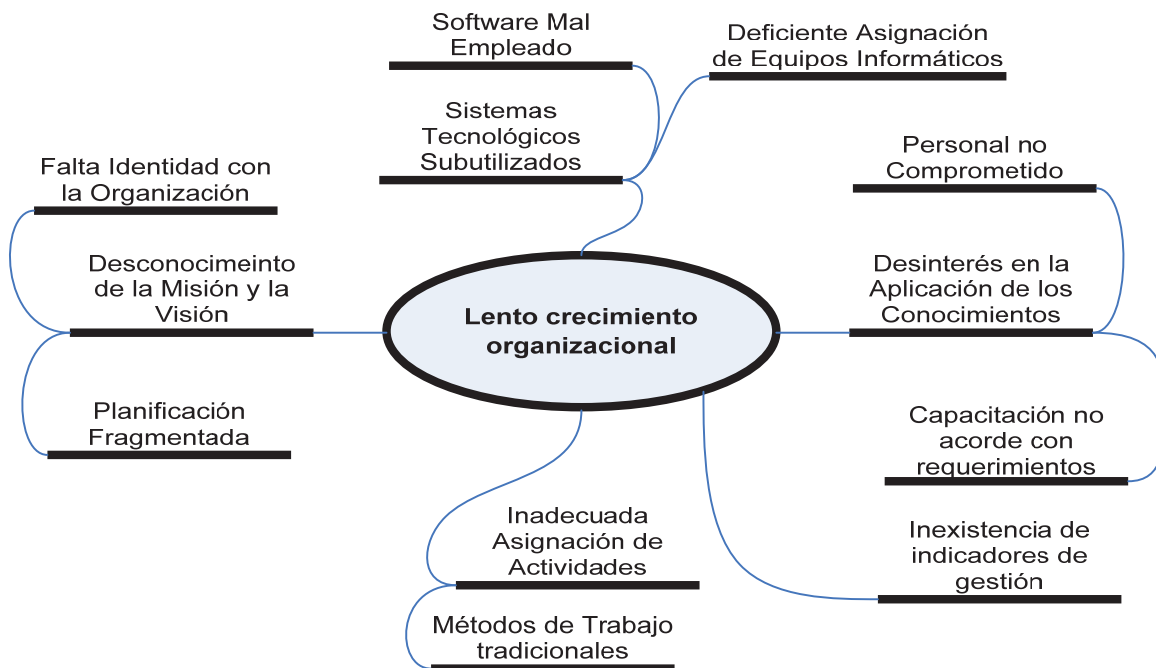 Software Mal
Empleado
Deficiente Asignación
de Equipos Informáticos
Sistemas
Tecnológicos
Subutilizados
Falta Identidad con
la Organización
Personal no
Comprometido
Desconocimeinto
de la Misión y la
Visión
Lento crecimiento
organizacional
Desinterés en la
Aplicación de los
Conocimientos
Planificación
Fragmentada
Capacitación no
acorde con
requerimientos
Inadecuada
Asignación de
Actividades
Inexistencia de
indicadores de
gestión
Métodos de Trabajo
tradicionales